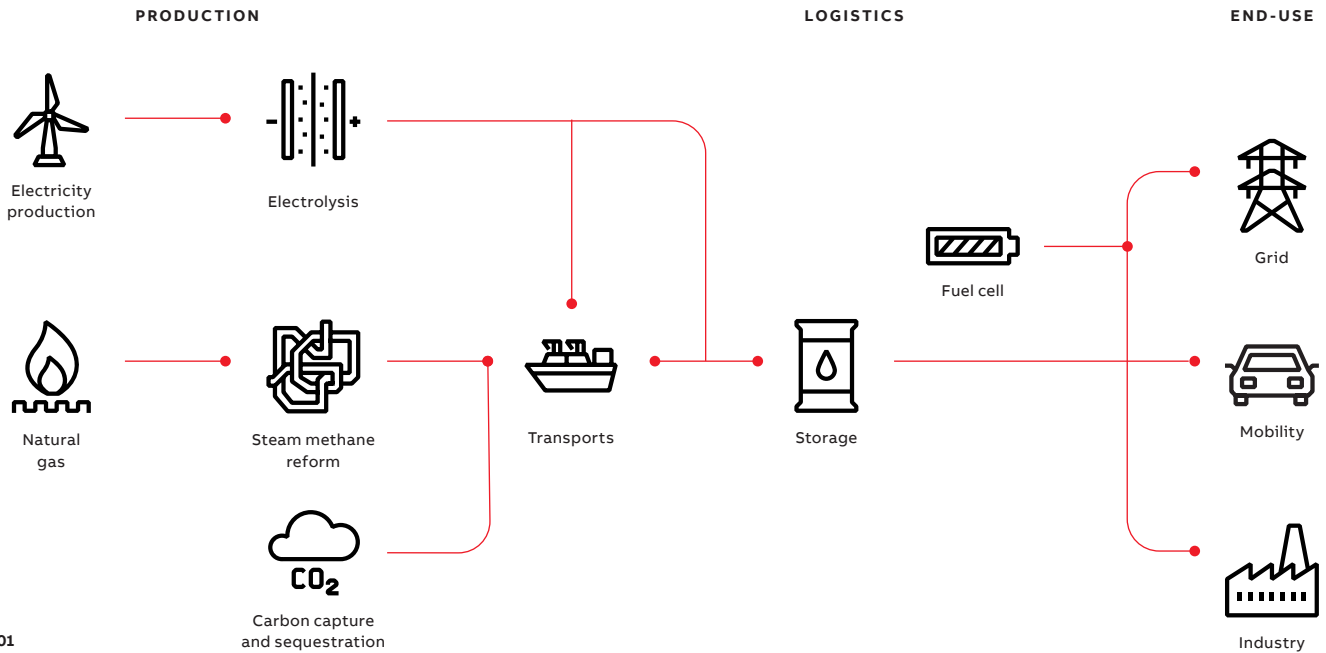 PRODUCTION
LOGISTICS
END-USE
Electricity
production
Electrolysis
Grid
Fuel cell
Natural
gas
Steam methane
reform
Transports
Storage
Mobility
CO2
Carbon capture
and sequestration
Industry
01